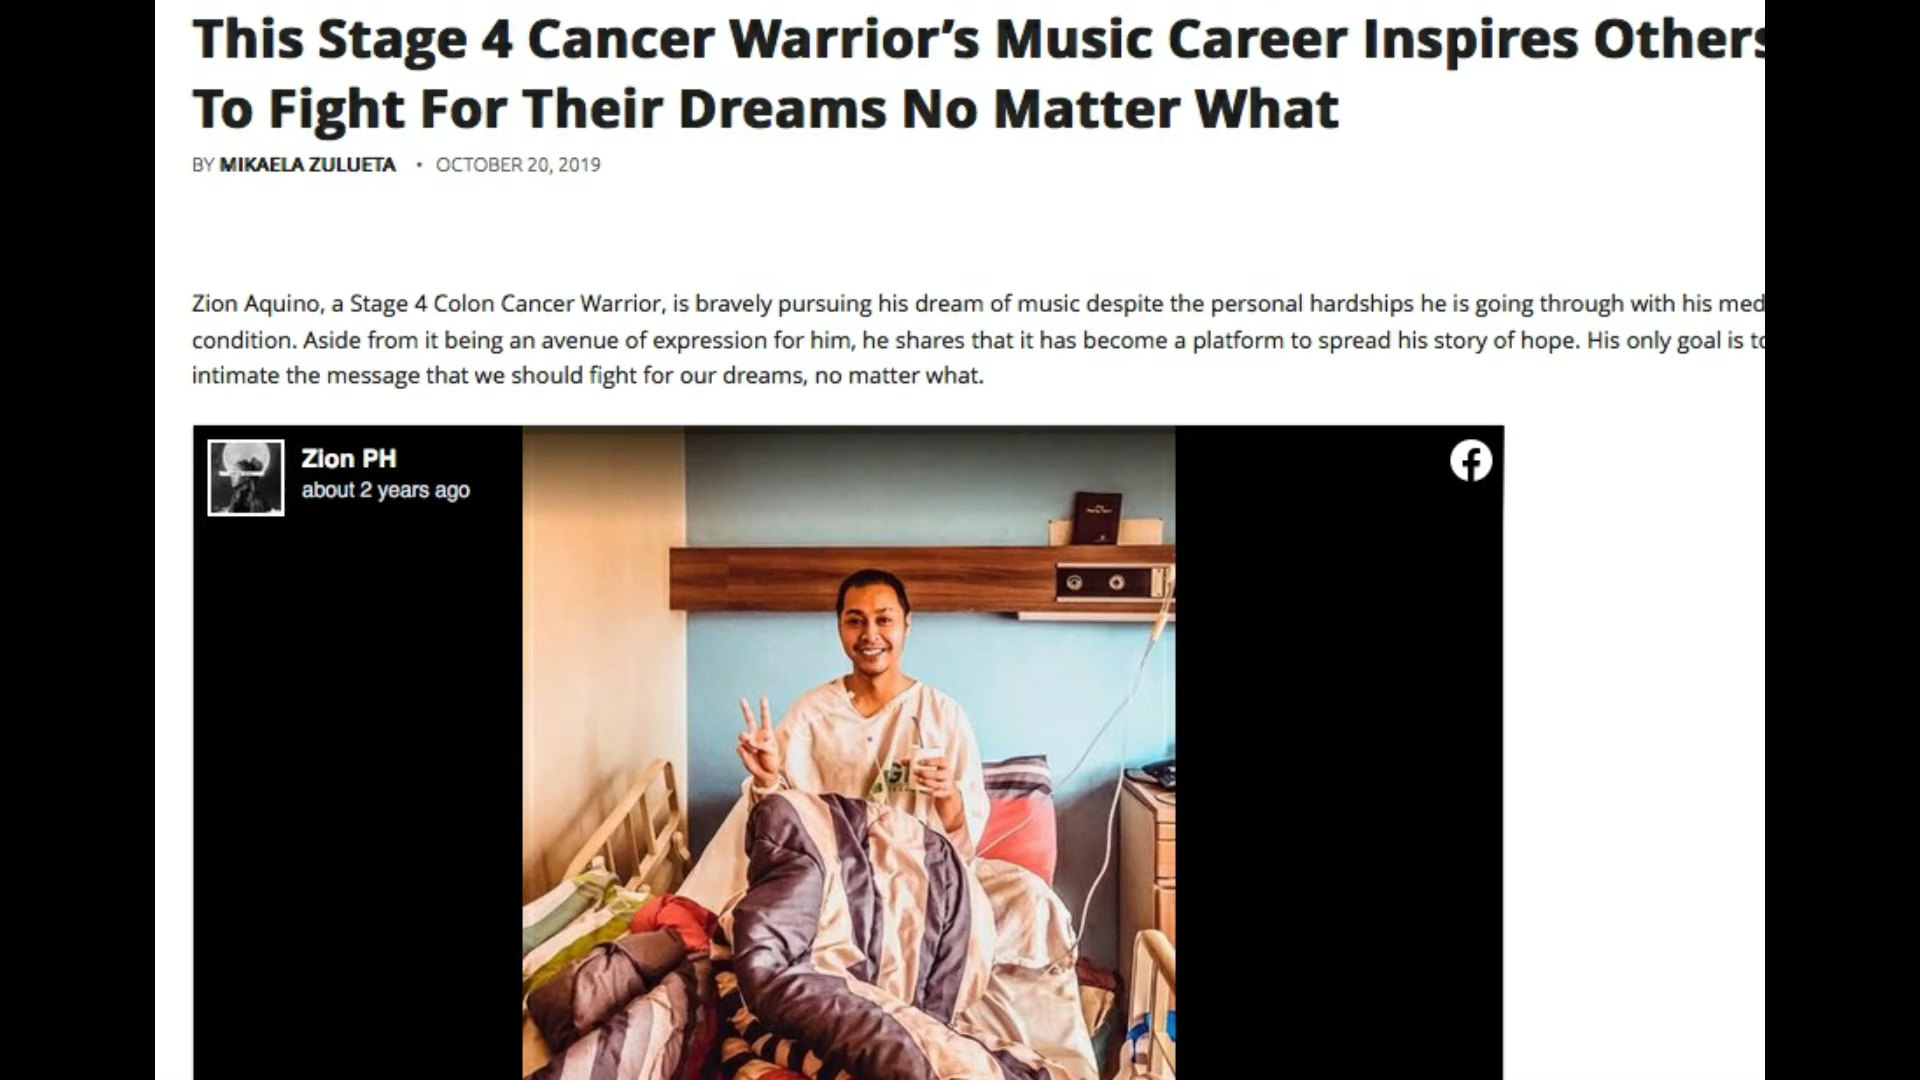 This Stage 4 Cancer Warrior’s Music Career Inspires Others
To Fight For Their Dreams No Matter What
BY MIKAELA ZULUETA • OCTOBER 20, 2019
Zion Aquino, a Stage 4 Colon Cancer Warrior, is bravely pursuing his dream of music despite the personal hardships he is going through with his med
condition. Aside from it being an avenue of expression for him, he shares that it has become a platform to spread his story of hope. His only goal is to
intimate the message that we should fight for our dreams, no matter what.
Zion PH
about 2 years ago